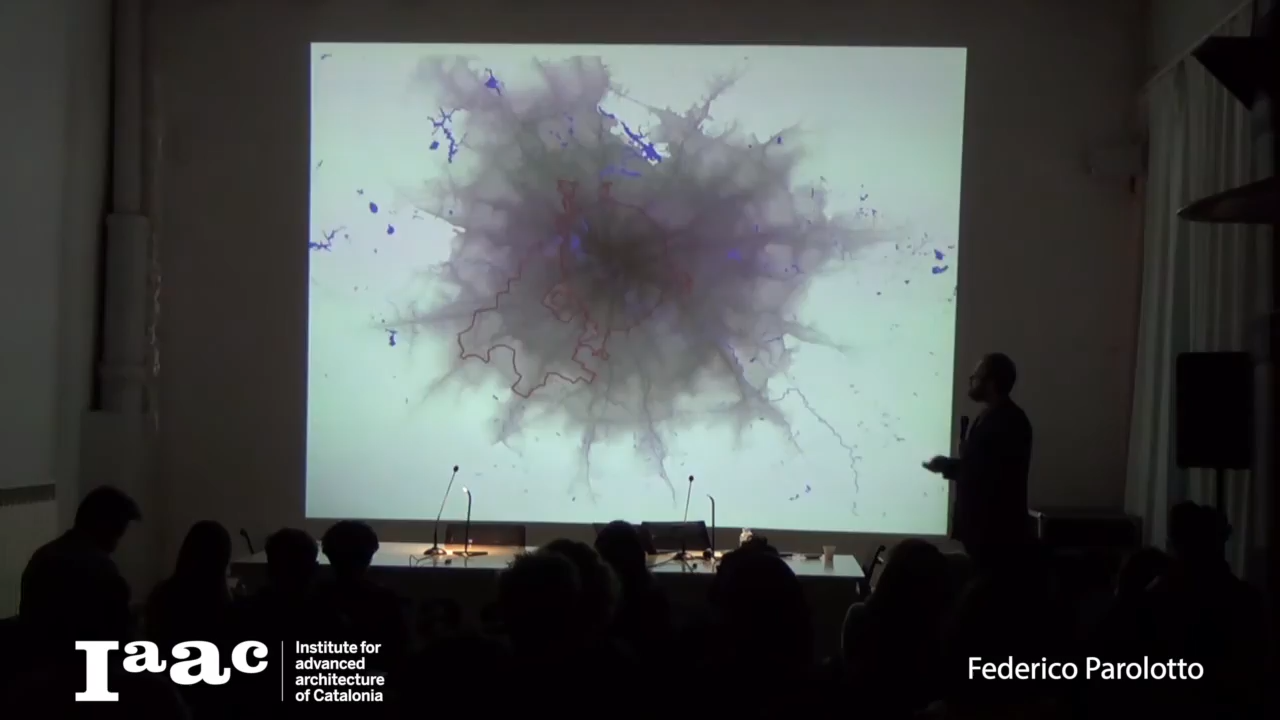 Iaac
Institute for
advanced
architecture
of Catalonia
Federico Parolotto